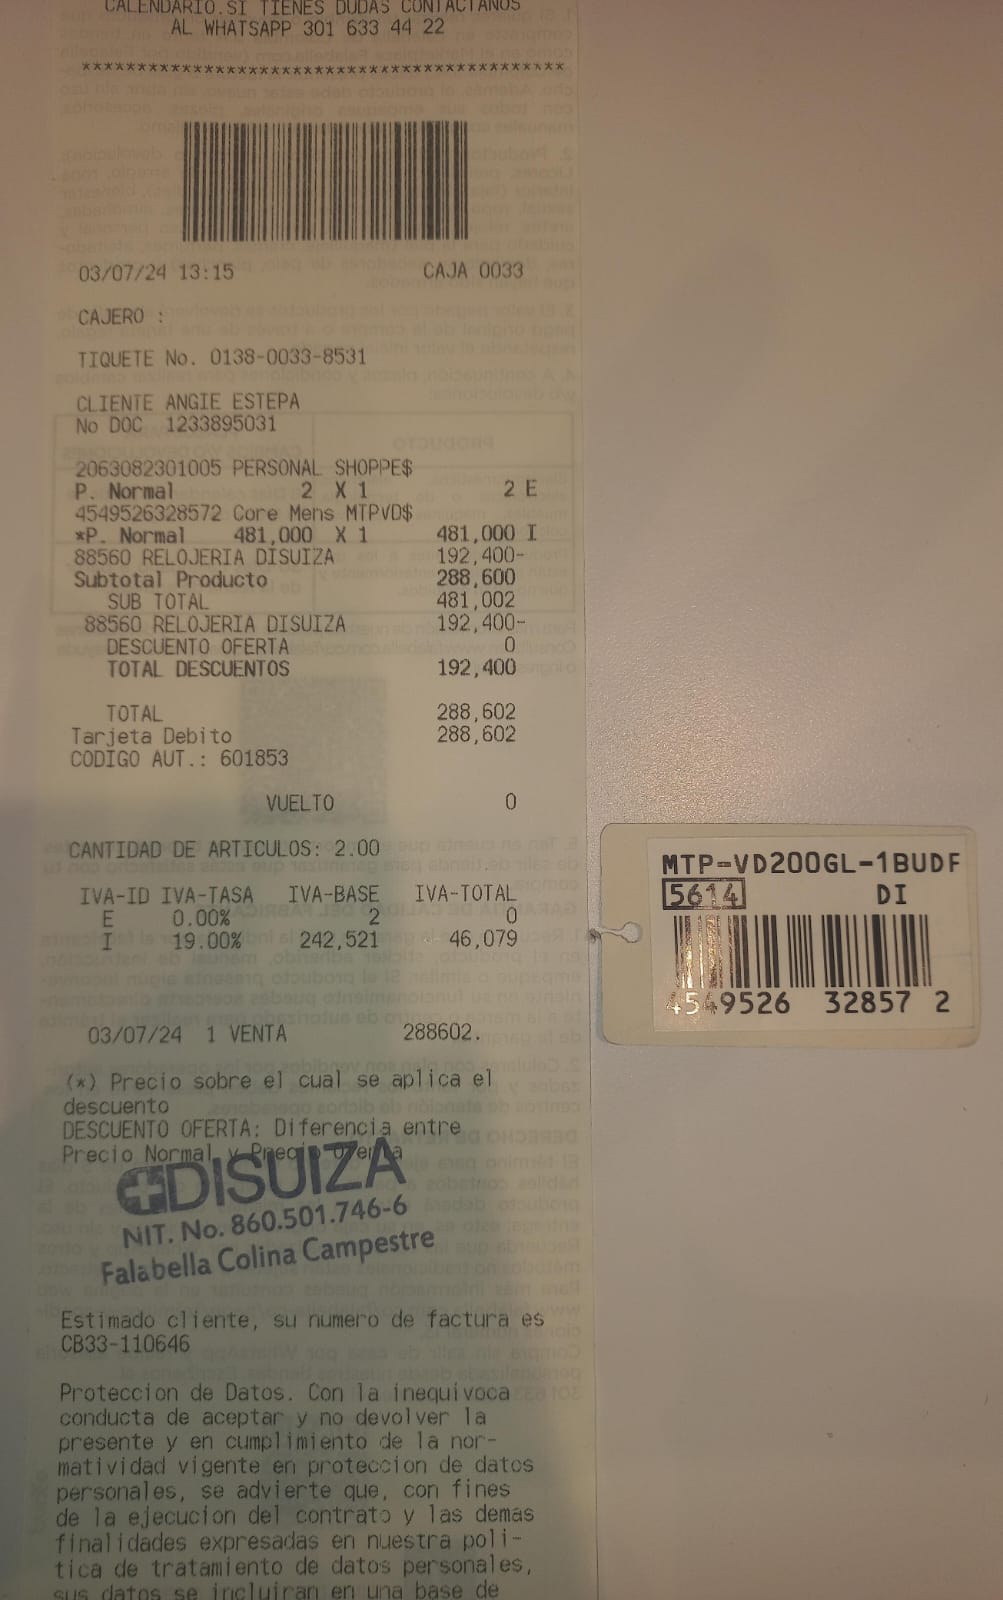 CALENDARIO.SI TIENES DUDAS CONTACTANOS
AL WHATSAPP 301 633 44 22
*******************************************
03/07/24 13:15 CAJA 0033
CAJERO :
TIQUETE No. 0138-0033-8531
CLIENTE ANGIE ESTEPA
No DOC 1233895031
2063082301005 PERSONAL SHOPPE$
P. Normal 2 X 1 2 E
4549526328572 Core Mens MTPVD$
*P. Normal 481,000 X 1 481,000 I
88560 RELOJERIA DISUIZA 192,400-
Subtotal Producto 288,600
SUB TOTAL 481,002
88560 RELOJERIA DISUIZA 192,400-
DESCUENTO OFERTA 0
TOTAL DESCUENTOS 192,400
TOTAL 288,602
Tarjeta Debito 288,602
CODIGO AUT.: 601853
VUELTO 0
CANTIDAD DE ARTICULOS: 2.00
IVA-ID IVA-TASA IVA-BASE IVA-TOTAL
E 0.00% 2 0
I 19.00% 242,521 46,079
03/07/24 1 VENTA 288602.
(*) Precio sobre el cual se aplica el
descuento
DESCUENTO OFERTA: Diferencia entre
Precio Normal y Precio Oferta
DISUIZA
NIT. No. 860.501.746-6
Falabella Colina Campestre
Estimado cliente, su numero de factura es
CB33-110646
Proteccion de Datos. Con la inequivoca
conducta de aceptar y no devolver la
presente y en cumplimiento de la nor-
matividad vigente en proteccion de datos
personales, se advierte que, con fines
de la ejecucion del contrato y las demas
finalidades expresadas en nuestra poli-
tica de tratamiento de datos personales,
sus datos se incluiran en una base de
MTP-VD200GL-1BUDF
5614 DI
4549526 32857 2